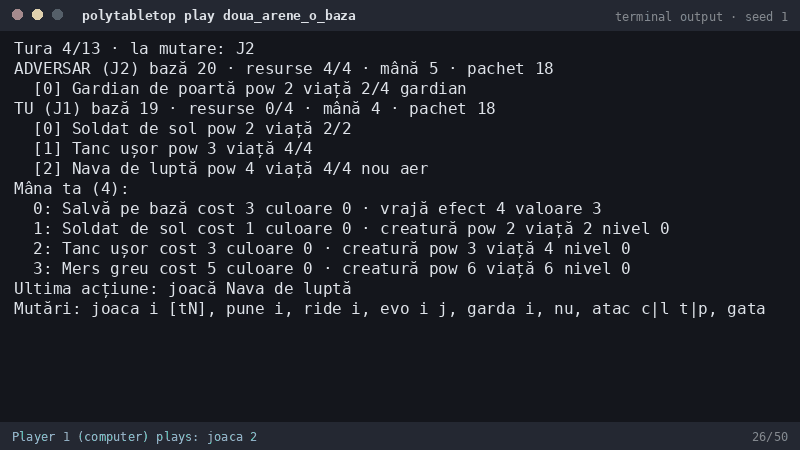 polytabletop play doua_arene_o_baza
terminal output · seed 1
Tura 4/13 · la mutare: J2
ADVERSAR (J2) bază 20 · resurse 4/4 · mână 5 · pachet 18
[0] Gardian de poartă pow 2 viață 2/4 gardian
TU (J1) bază 19 · resurse 0/4 · mână 4 · pachet 18
[0] Soldat de sol pow 2 viață 2/2
[1] Tanc ușor pow 3 viață 4/4
[2] Nava de luptă pow 4 viață 4/4 nou aer
Mâna ta (4):
0: Salvă pe bază cost 3 culoare 0 · vrajă efect 4 valoare 3
1: Soldat de sol cost 1 culoare 0 · creatură pow 2 viață 2 nivel 0
2: Tanc ușor cost 3 culoare 0 · creatură pow 3 viață 4 nivel 0
3: Mers greu cost 5 culoare 0 · creatură pow 6 viață 6 nivel 0
Ultima acțiune: joacă Nava de luptă
Mutări: joaca i [tN], pune i, ride i, evo i j, garda i, nu, atac c|l t|p, gata
Player 1 (computer) plays: joaca 2
26/50